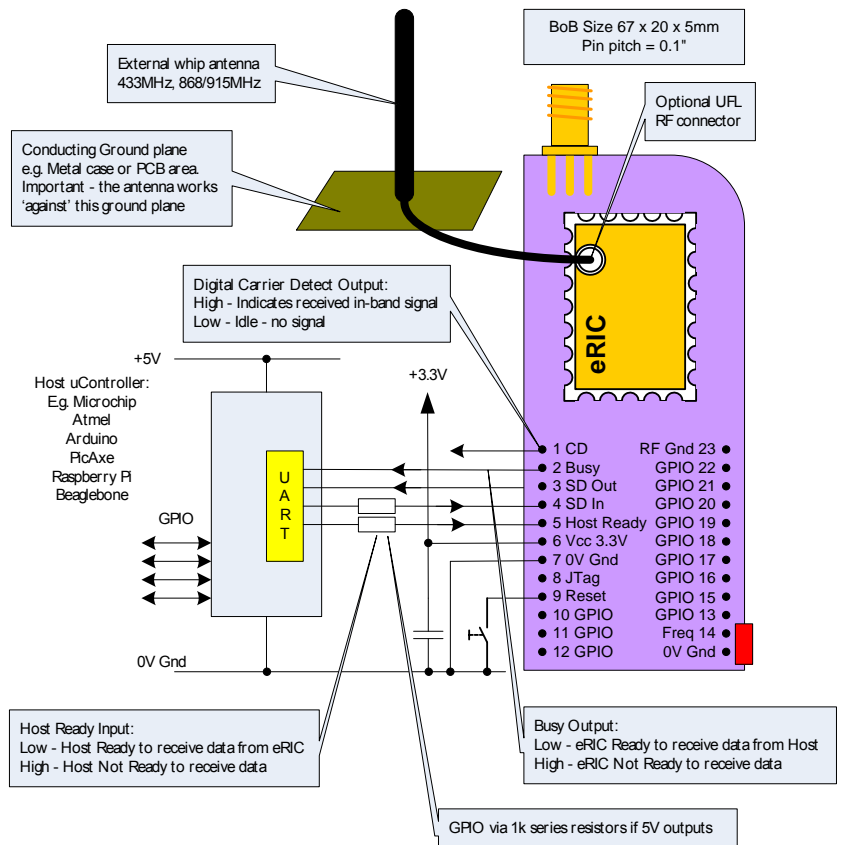 BoB Size 67 x 20 x 5mm
Pin pitch = 0.1"
External whip antenna
433MHz, 868/915MHz
Optional UFL
RF connector
Conducting Ground plane
e.g. Metal case or PCB area.
Important - the antenna works
'against' this ground plane
Digital Carrier Detect Output:
High - Indicates received in-band signal
Low - Idle - no signal
eRIC
+5V
+3.3V
Host uController:
E.g. Microchip
Atmel
Arduino
PicAxe
Raspberry Pi
Beaglebone
GPIO
UART
0V Gnd
1 CD
2 Busy
3 SD Out
4 SD In
5 Host Ready
6 Vcc 3.3V
7 0V Gnd
8 JTag
9 Reset
10 GPIO
11 GPIO
12 GPIO
RF Gnd 23
GPIO 22
GPIO 21
GPIO 20
GPIO 19
GPIO 18
GPIO 17
GPIO 16
GPIO 15
GPIO 13
Freq 14
0V Gnd
Host Ready Input:
Low - Host Ready to receive data from eRIC
High - Host Not Ready to receive data
Busy Output:
Low - eRIC Ready to receive data from Host
High - eRIC Not Ready to receive data
GPIO via 1k series resistors if 5V outputs